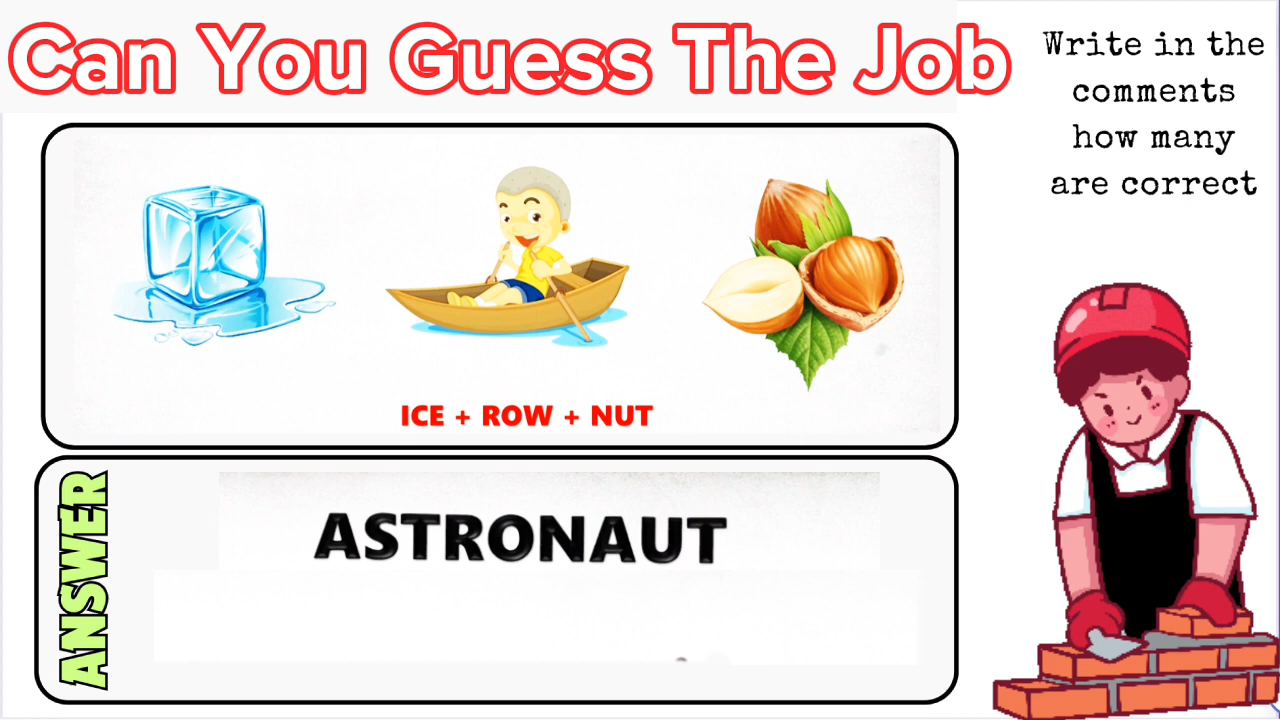 Can You Guess The Job
Write in the
comments
how many
are correct
ICE + ROW + NUT
ANSWER
ASTRONAUT